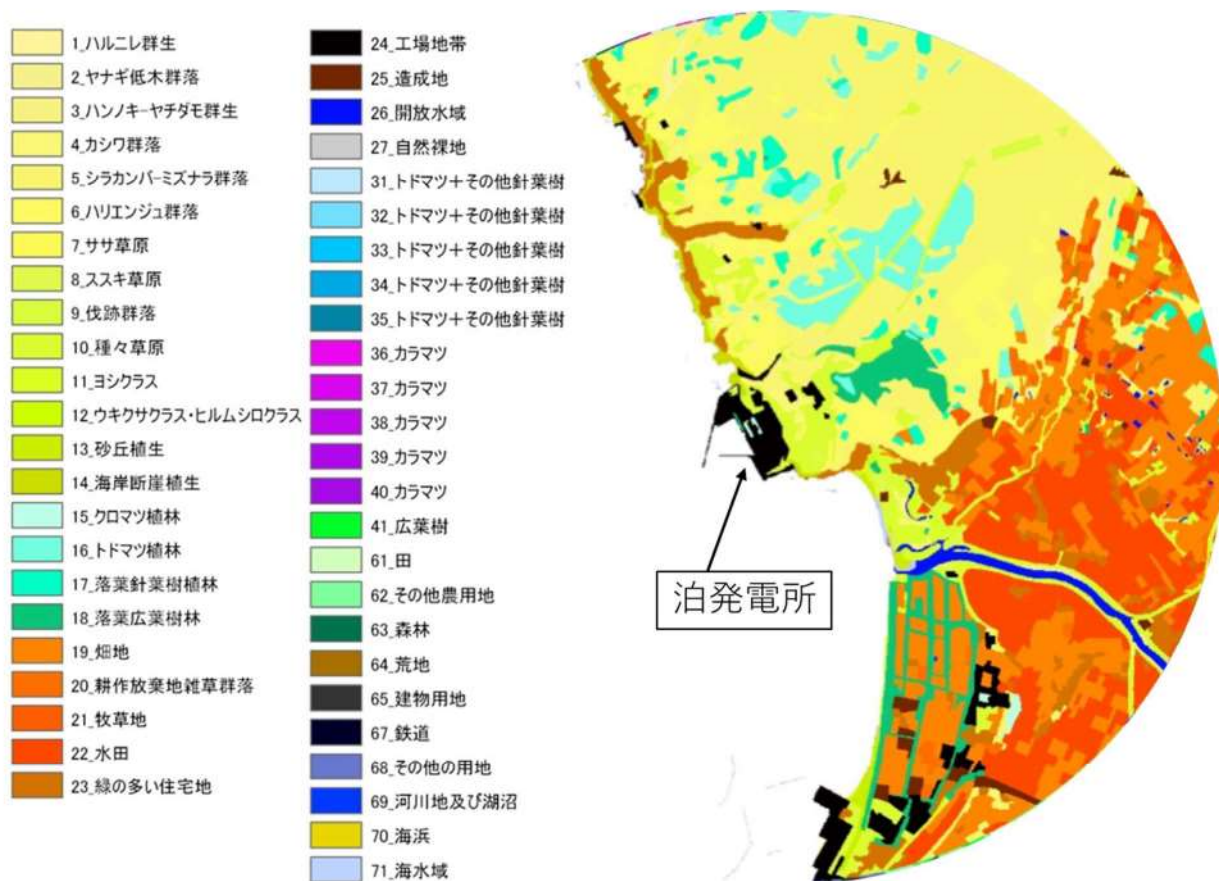 1_ハルニレ群生
2_ヤナギ低木群落
3_ハンノキ-ヤチダモ群生
4_カシワ群落
5_シラカンバ-ミズナラ群落
6_ハリエンジュ群落
7_ササ草原
8_ススキ草原
9_伐跡群落
10_種々草原
11_ヨシクラス
12_ウキクサクラス・ヒルムシロクラス
13_砂丘植生
14_海岸断崖植生
15_クロマツ植林
16_トドマツ植林
17_落葉針葉樹植林
18_落葉広葉樹林
19_畑地
20_耕作放棄地雑草群落
21_牧草地
22_水田
23_緑の多い住宅地
24_工場地帯
25_造成地
26_開放水域
27_自然裸地
31_トドマツ+その他針葉樹
32_トドマツ+その他針葉樹
33_トドマツ+その他針葉樹
34_トドマツ+その他針葉樹
35_トドマツ+その他針葉樹
36_カラマツ
37_カラマツ
38_カラマツ
39_カラマツ
40_カラマツ
41_広葉樹
61_田
62_その他農用地
63_森林
64_荒地
65_建物用地
67_鉄道
68_その他の用地
69_河川地及び湖沼
70_海浜
71_海水域
泊発電所